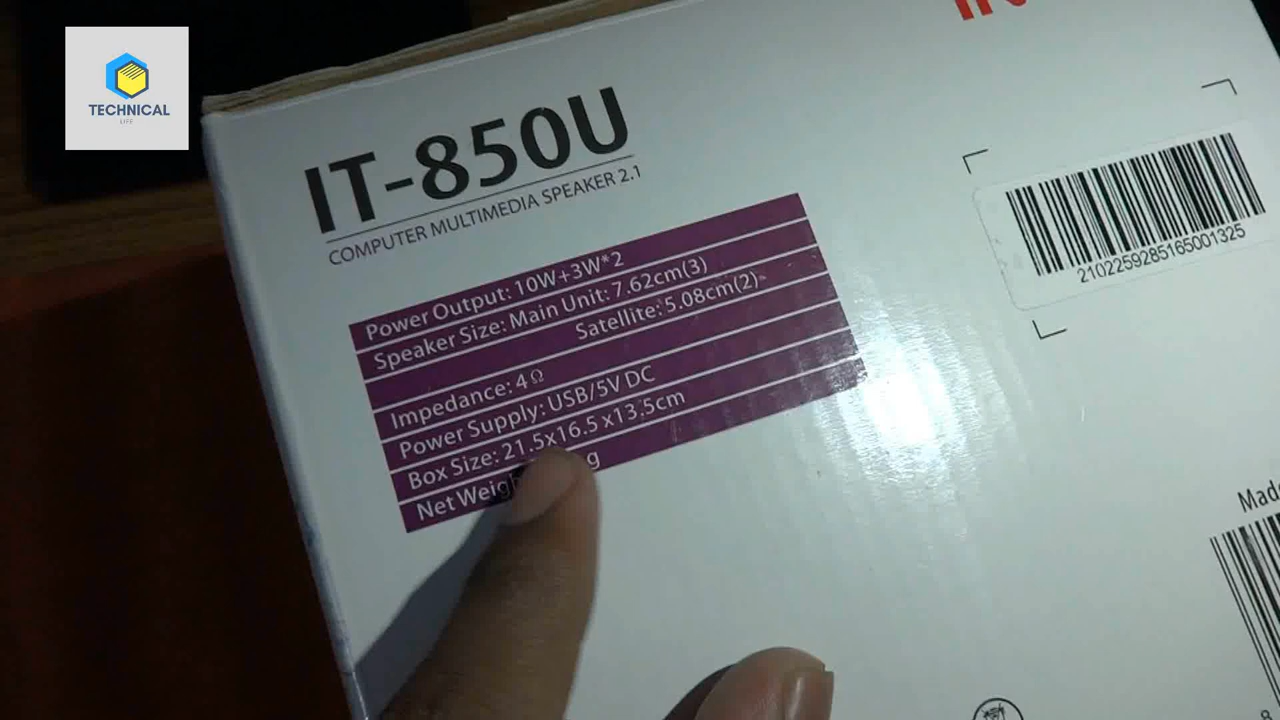 TECHNICAL
LIFE
IT-850U
COMPUTER MULTIMEDIA SPEAKER 2.1
Power Output: 10W+3W*2
Speaker Size: Main Unit: 7.62cm(3)
Satellite: 5.08cm(2)
Impedance: 4Ω
Power Supply: USB/5V DC
Box Size: 21.5x16.5x13.5cm
Net
2102259285165001325